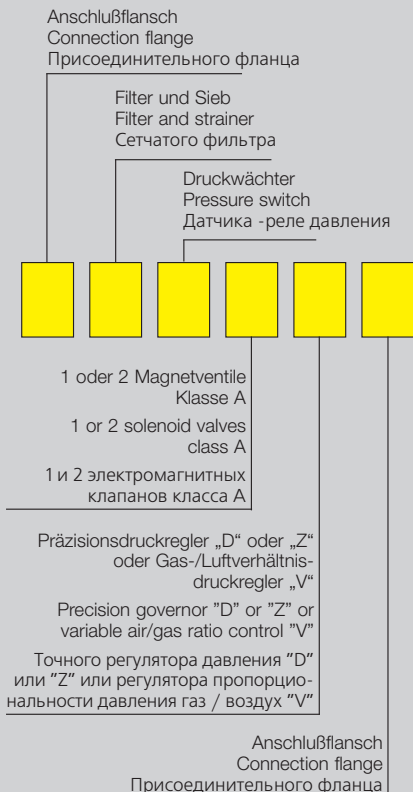 Anschlußflansch
Connection flange
Присоединительного фланца
Filter und Sieb
Filter and strainer
Сетчатого фильтра
Druckwächter
Pressure switch
Датчика -реле давления
1 oder 2 Magnetventile
Klasse A
1 or 2 solenoid valves
class A
1 и 2 электромагнитных
клапанов класса А
Präzisionsdruckregler „D“ oder „Z“
oder Gas-/Luftverhältnis-
druckregler „V“
Precision governor "D" or "Z" or
variable air/gas ratio control "V"
Точного регулятора давления "D"
или "Z" или регулятора пропорцио-
нальности давления газ / воздух "V"
Anschlußflansch
Connection flange
Присоединительного фланца